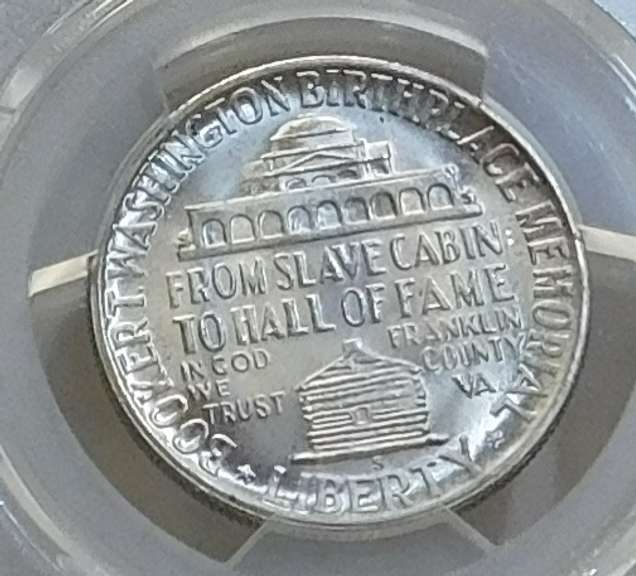 BOOKER T. WASHINGTON BIRTHPLACE MEMORIAL
FROM SLAVE CABIN
TO HALL OF FAME
IN GOD
WE
TRUST
FRANKLIN
COUNTY
VA.
S
LIBERTY